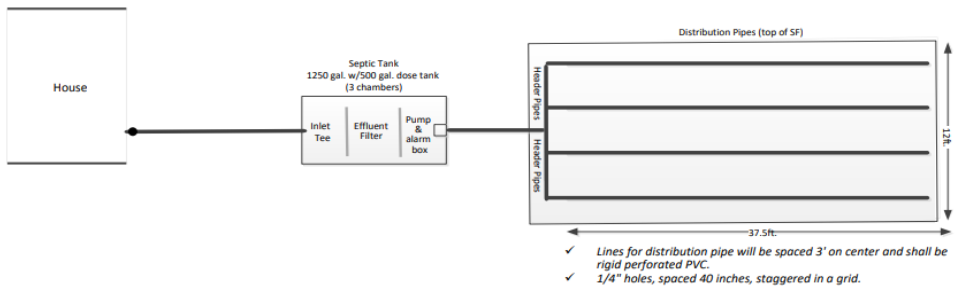 Distribution Pipes (top of SF)
Septic Tank
1250 gal. w/500 gal. dose tank
(3 chambers)
House
Inlet
Tee
Effluent
Filter
Pump
&
alarm
box
Header Pipes
Header Pipes
12ft.
37.5ft.
✓ Lines for distribution pipe will be spaced 3' on center and shall be
rigid perforated PVC.
✓ 1/4" holes, spaced 40 inches, staggered in a grid.